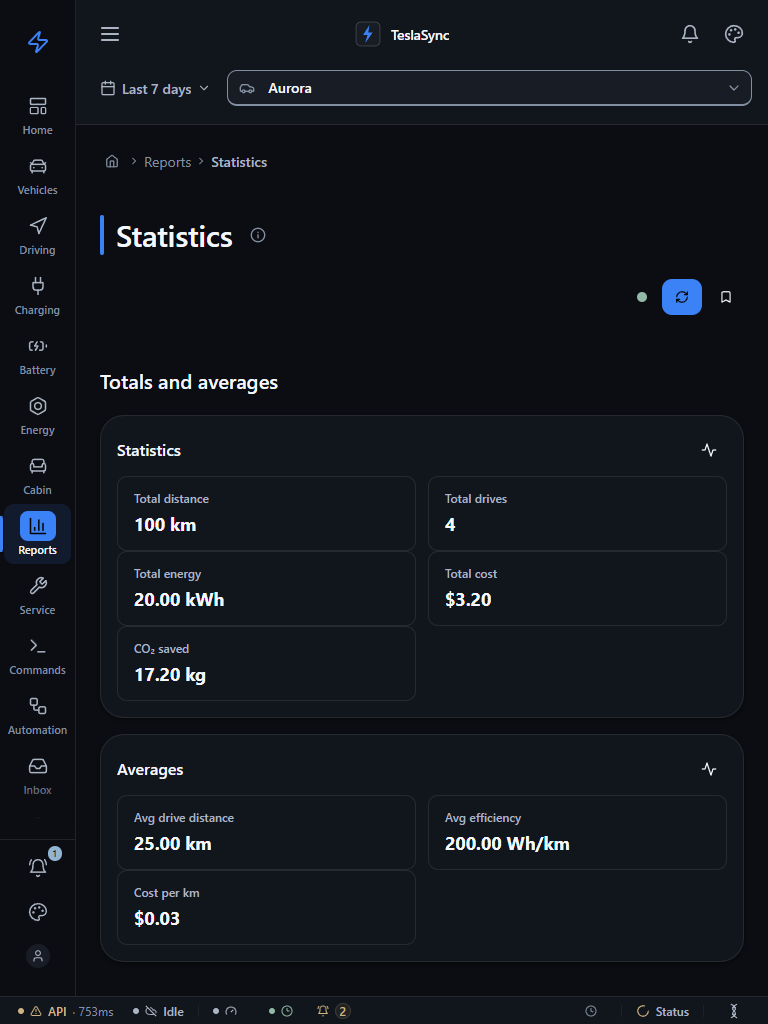 TeslaSync
Last 7 days
Aurora
Home
Vehicles
Driving
Charging
Battery
Energy
Cabin
Reports
Service
Commands
Automation
Inbox
1
Reports
Statistics
Statistics
Totals and averages
Statistics
Total distance
100 km
Total drives
4
Total energy
20.00 kWh
Total cost
$3.20
CO₂ saved
17.20 kg
Averages
Avg drive distance
25.00 km
Avg efficiency
200.00 Wh/km
Cost per km
$0.03
API · 753ms
Idle
2
Status